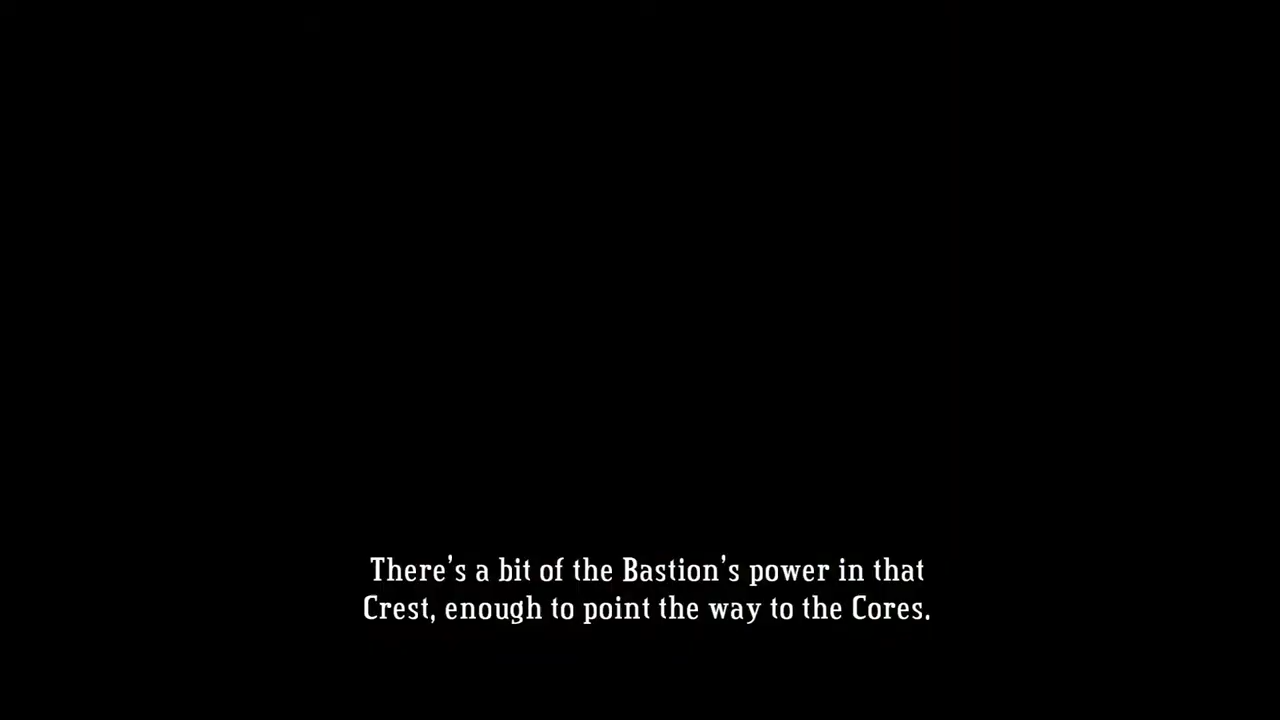 There's a bit of the Bastion's power in that
Crest, enough to point the way to the Cores.